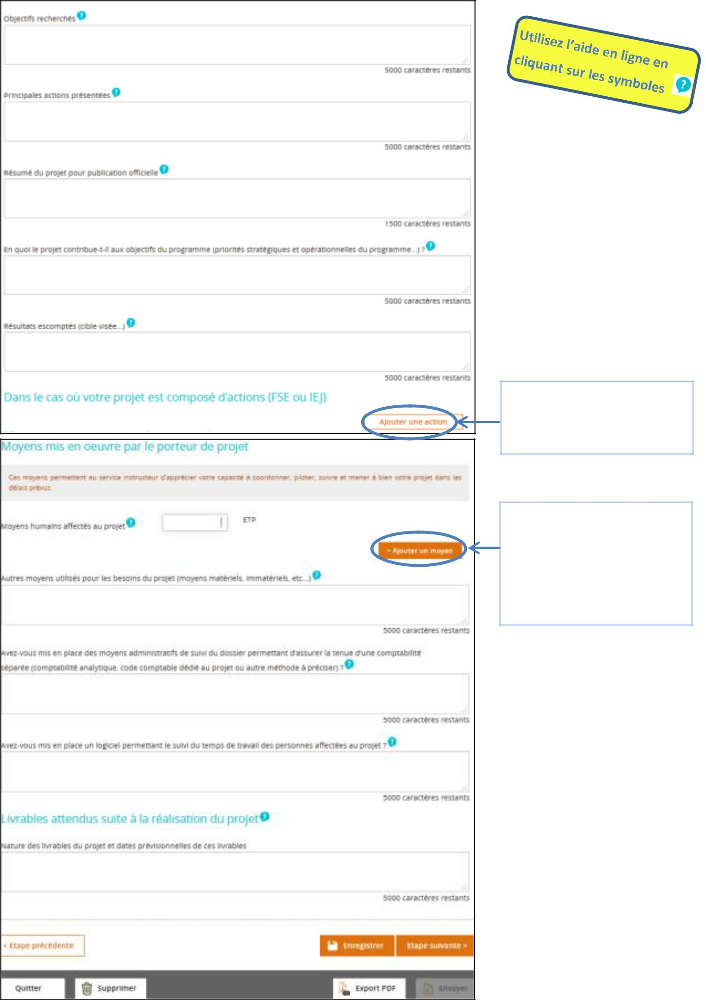 Objectifs recherchés
5000 caractères restants
Utilisez l'aide en ligne en
cliquant sur les symboles
Principales actions présentées
5000 caractères restants
Résumé du projet pour publication officielle
1500 caractères restants
En quoi le projet contribue-t-il aux objectifs du programme (priorités stratégiques et opérationnelles du programme...) ?
5000 caractères restants
Résultats escomptés (cible visée...)
5000 caractères restants
Dans le cas où votre projet est composé d'actions (FSE ou IEJ)
Ajouter une action
Moyens mis en oeuvre par le porteur de projet
Ces moyens permettent au service instructeur d'apprécier votre capacité à coordonner, piloter, suivre et mener à bien votre projet dans les
délais prévus.
Moyens humains affectés au projet
ETP
+ Ajouter un moyen
Autres moyens utilisés pour les besoins du projet (moyens matériels, immatériels, etc...)
5000 caractères restants
Avez-vous mis en place des moyens administratifs de suivi du dossier permettant d'assurer la tenue d'une comptabilité
séparée (comptabilité analytique, code comptable dédié au projet ou autre méthode à préciser) ?
5000 caractères restants
Avez-vous mis en place un logiciel permettant le suivi du temps de travail des personnes affectées au projet ?
5000 caractères restants
Livrables attendus suite à la réalisation du projet
Nature des livrables du projet et dates prévisionnelles de ces livrables
5000 caractères restants
< Etape précédente
Enregistrer
Etape suivante >
Quitter
Supprimer
Export PDF
Envoyer